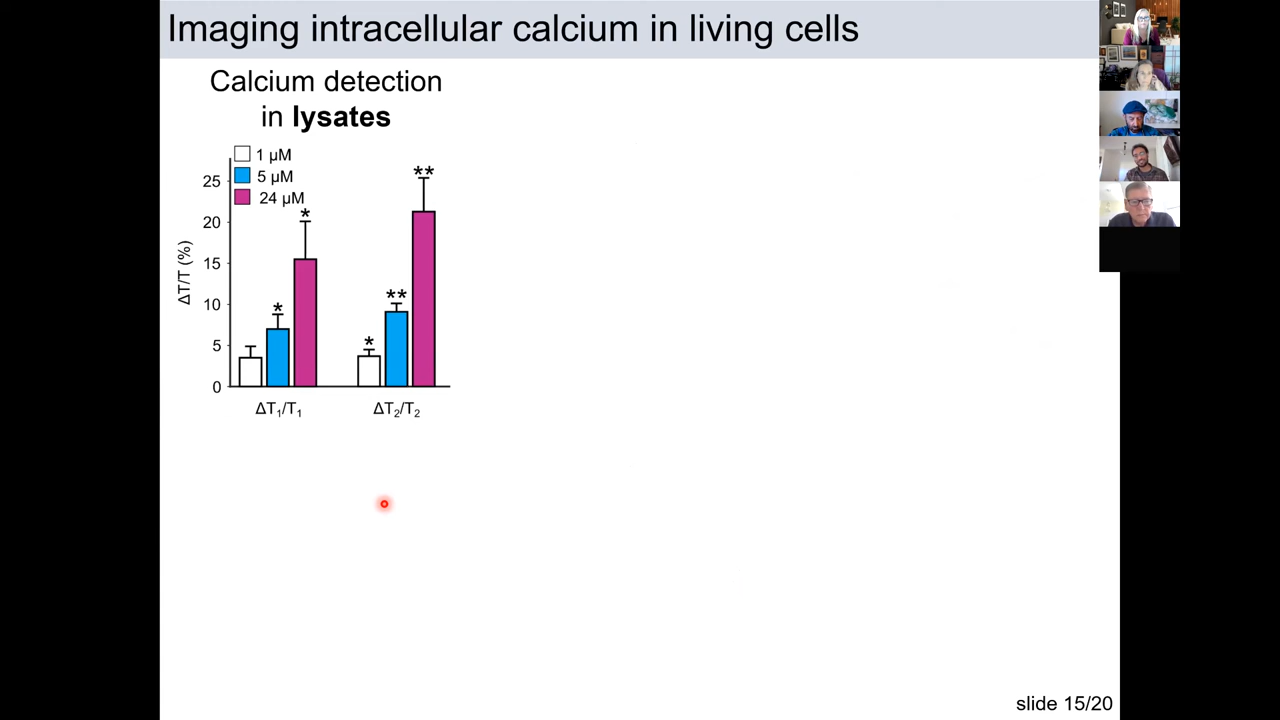 Imaging intracellular calcium in living cells
Calcium detection
in lysates
1 µM
5 µM
24 µM
25
20
15
10
5
0
ΔT/T (%)
*
*
*
**
**
ΔT₁/T₁
ΔT₂/T₂
slide 15/20